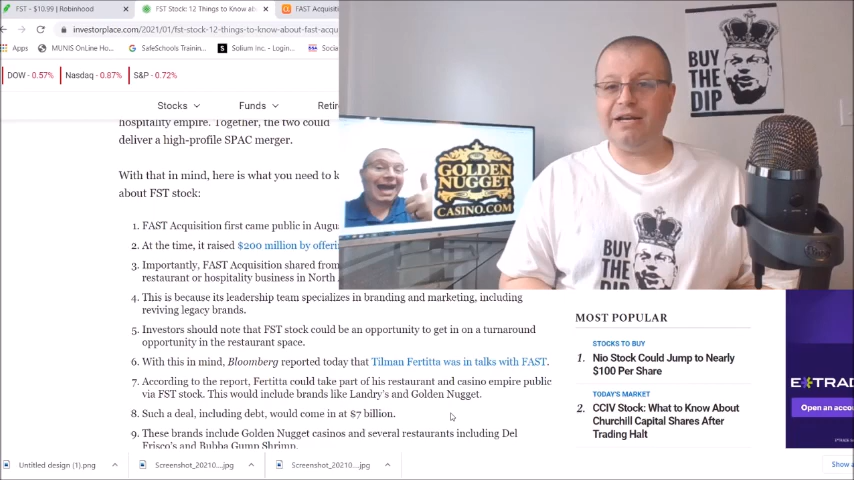 FST - $10.99 | Robinhood
FST Stock: 12 Things to Know ab
FAST Acquisitio
investorplace.com/2021/01/fst-stock-12-things-to-know-about-fast-acqu
Apps
MUNIS OnLine Ho...
SafeSchools Training...
Solium Inc. - Login...
DOW - 0.57%
Nasdaq - 0.87%
S&P - 0.72%
Stocks
Funds
hospitality empire. Together, the two could
deliver a high-profile SPAC merger.
With that in mind, here is what you need to k
about FST stock:
1. FAST Acquisition first came public in Augu
2. At the time, it raised $200 million by offeri
3. Importantly, FAST Acquisition shared from
restaurant or hospitality business in North
4. This is because its leadership team specializes in branding and marketing, including
reviving legacy brands.
5. Investors should note that FST stock could be an opportunity to get in on a turnaround
opportunity in the restaurant space.
6. With this in mind, Bloomberg reported today that Tilman Fertitta was in talks with FAST.
7. According to the report, Fertitta could take part of his restaurant and casino empire public
via FST stock. This would include brands like Landry's and Golden Nugget.
8. Such a deal, including debt, would come in at $7 billion.
9. These brands include Golden Nugget casinos and several restaurants including Del
Frisco's and Bubba Gump Shrimp.
GOLDEN
NUGGET
CASINO.COM
BUY
THE
DIP
BUY
THE
DIP
MOST POPULAR
STOCKS TO BUY
1. Nio Stock Could Jump to Nearly
$100 Per Share
TODAY'S MARKET
2. CCIV Stock: What to Know About
Churchill Capital Shares After
Trading Halt
E*TRAD
Open an acco
Untitled design (1).png
Screenshot_20210....jpg
Screenshot_20210....jpg
Show a